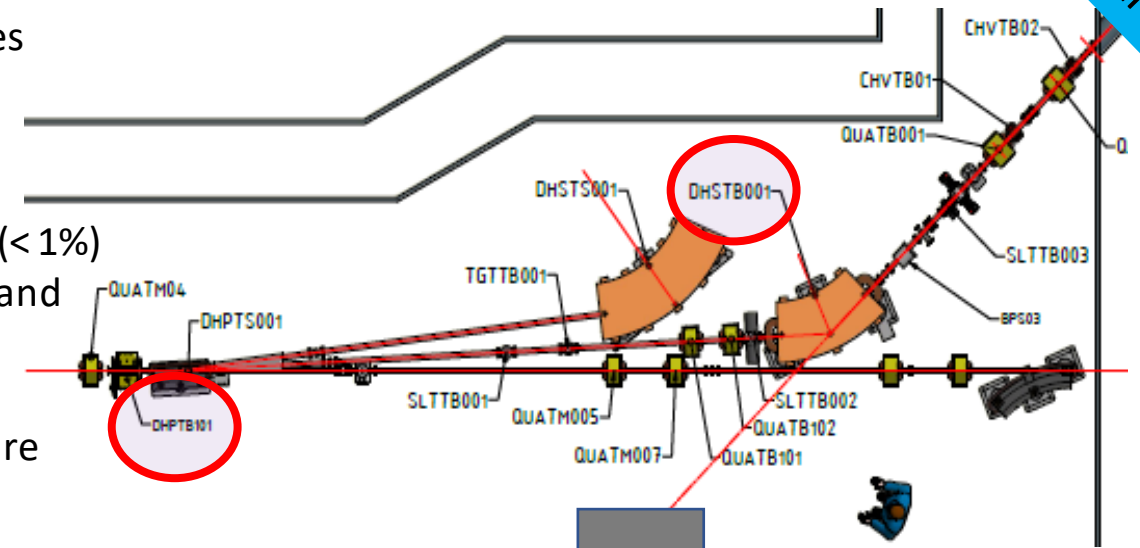 es
(< 1%)
and
re
CHVTB02
CHVTB01
QUATB001
DHSTS001
DHSTB001
SLTTB003
TGTTB001
QUATM04
BPS03
DHPTS001
SLTTB001
SLTTB002
QUATM005
DHPTB101
QUATB102
QUATM007
QUATB101